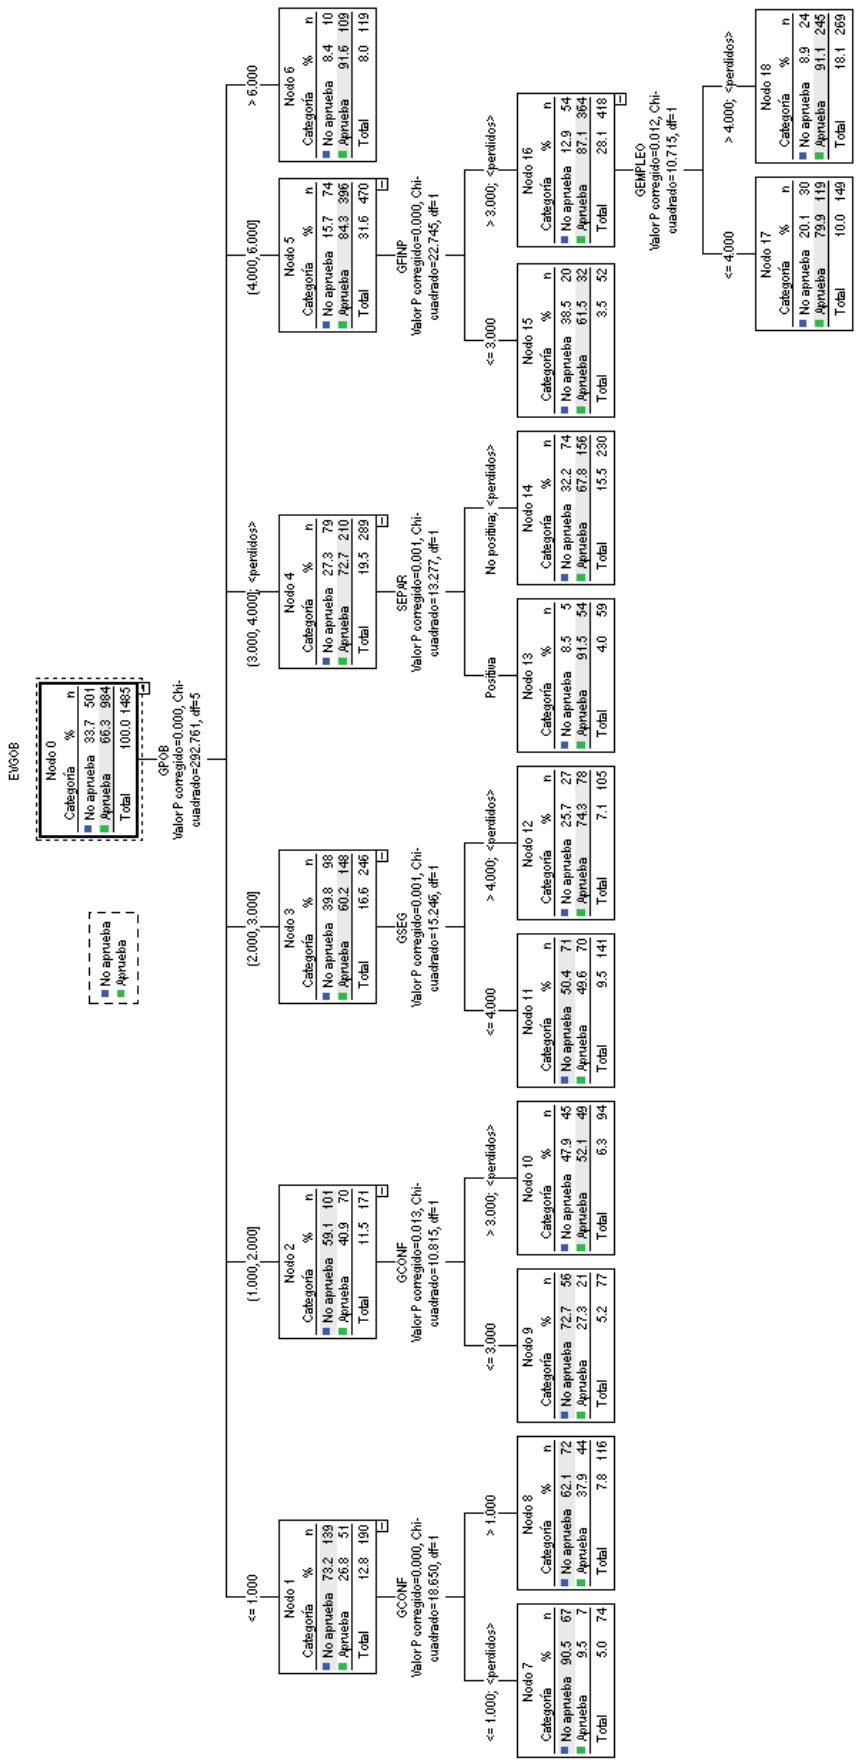 EVGOB
No aprueba
Aprueba
Nodo 0
Categoría % n
No aprueba 33.7 501
Aprueba 66.3 984
Total 100.0 1485
GPOB
Valor P corregido=0.000, Chi-
cuadrado=292.761, df=5
<= 1.000
(1.000, 2.000]
(2.000, 3.000]
(3.000, 4.000]; <perdidos>
(4.000, 6.000]
> 6.000
Nodo 1
Categoría % n
No aprueba 73.2 139
Aprueba 26.8 51
Total 12.8 190
GCONF
Valor P corregido=0.000, Chi-
cuadrado=18.650, df=1
Nodo 2
Categoría % n
No aprueba 59.1 101
Aprueba 40.9 70
Total 11.5 171
GCONF
Valor P corregido=0.013, Chi-
cuadrado=10.815, df=1
Nodo 3
Categoría % n
No aprueba 39.8 98
Aprueba 60.2 148
Total 16.6 246
GSEG
Valor P corregido=0.001, Chi-
cuadrado=15.246, df=1
Nodo 4
Categoría % n
No aprueba 27.3 79
Aprueba 72.7 210
Total 19.5 289
SEPAR
Valor P corregido=0.001, Chi-
cuadrado=13.277, df=1
Nodo 5
Categoría % n
No aprueba 15.7 74
Aprueba 84.3 396
Total 31.6 470
GFINP
Valor P corregido=0.000, Chi-
cuadrado=22.745, df=1
Nodo 6
Categoría % n
No aprueba 8.4 10
Aprueba 91.6 109
Total 8.0 119
<= 1.000; <perdidos>
> 1.000
<= 3.000
> 3.000; <perdidos>
<= 4.000
> 4.000; <perdidos>
Positiva
No positiva; <perdidos>
<= 3.000
> 3.000; <perdidos>
Nodo 7
Categoría % n
No aprueba 90.5 67
Aprueba 9.5 7
Total 5.0 74
Nodo 8
Categoría % n
No aprueba 62.1 72
Aprueba 37.9 44
Total 7.8 116
Nodo 9
Categoría % n
No aprueba 72.7 56
Aprueba 27.3 21
Total 5.2 77
Nodo 10
Categoría % n
No aprueba 47.9 45
Aprueba 52.1 49
Total 6.3 94
Nodo 11
Categoría % n
No aprueba 50.4 71
Aprueba 49.6 70
Total 9.5 141
Nodo 12
Categoría % n
No aprueba 25.7 27
Aprueba 74.3 78
Total 7.1 105
Nodo 13
Categoría % n
No aprueba 8.5 5
Aprueba 91.5 54
Total 4.0 59
Nodo 14
Categoría % n
No aprueba 32.2 74
Aprueba 67.8 156
Total 15.5 230
Nodo 15
Categoría % n
No aprueba 38.5 20
Aprueba 61.5 32
Total 3.5 52
Nodo 16
Categoría % n
No aprueba 12.9 54
Aprueba 87.1 364
Total 28.1 418
GEMPLEO
Valor P corregido=0.012, Chi-
cuadrado=10.715, df=1
<= 4.000
> 4.000; <perdidos>
Nodo 17
Categoría % n
No aprueba 20.1 30
Aprueba 79.9 119
Total 10.0 149
Nodo 18
Categoría % n
No aprueba 8.9 24
Aprueba 91.1 245
Total 18.1 269